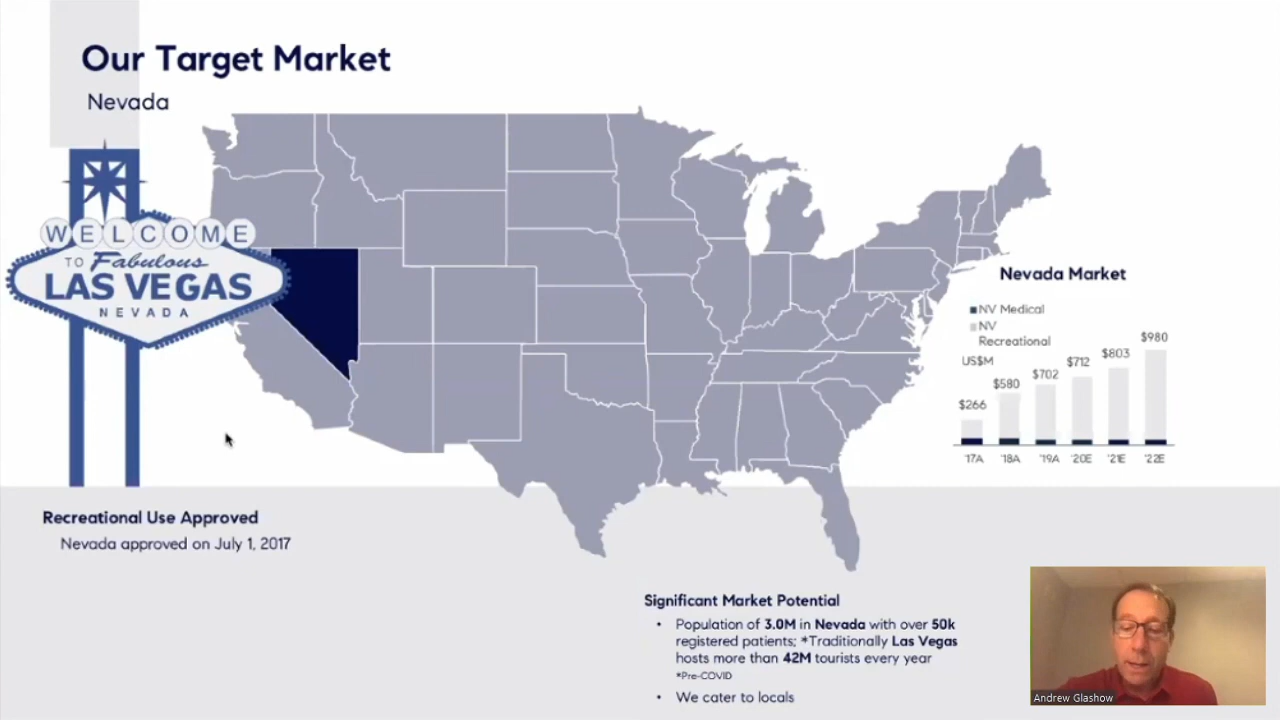 Our Target Market
Nevada
WELCOME
TO Fabulous
LAS VEGAS
NEVADA
Nevada Market
NV Medical
NV
Recreational
US$M
$266
$580
$702
$712
$803
$980
'17A
'18A
'19A
'20E
'21E
'22E
Recreational Use Approved
Nevada approved on July 1, 2017
Significant Market Potential
• Population of 3.0M in Nevada with over 50k
registered patients; *Traditionally Las Vegas
hosts more than 42M tourists every year
*Pre-COVID
• We cater to locals
Andrew Glashow